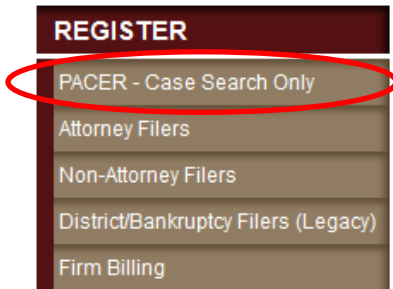 REGISTER
PACER - Case Search Only
Attorney Filers
Non-Attorney Filers
District/Bankruptcy Filers (Legacy)
Firm Billing